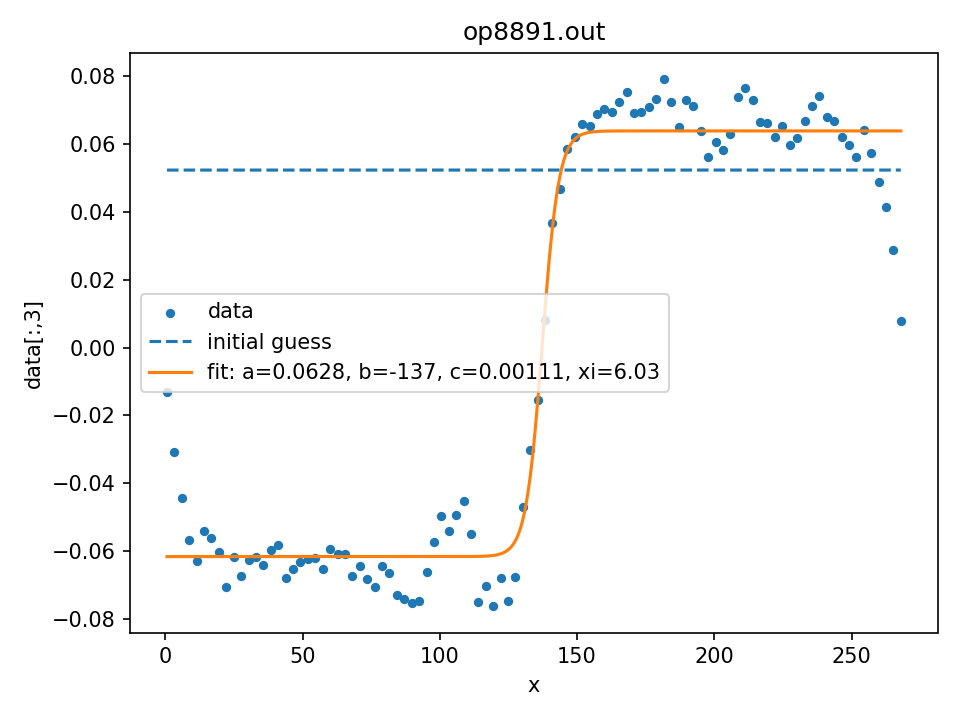 op8891.out
0.08
0.06
0.04
0.02
0.00
−0.02
−0.04
−0.06
−0.08
data[:,3]
data
initial guess
fit: a=0.0628, b=-137, c=0.00111, xi=6.03
0 50 100 150 200 250
x